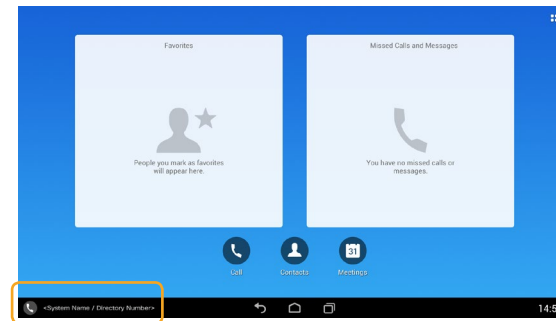 Favorites
Missed Calls and Messages
People you mark as favorites
will appear here.
You have no missed calls or
messages.
31
Call
Contacts
Meetings
<System Name / Directory Number>
14:5